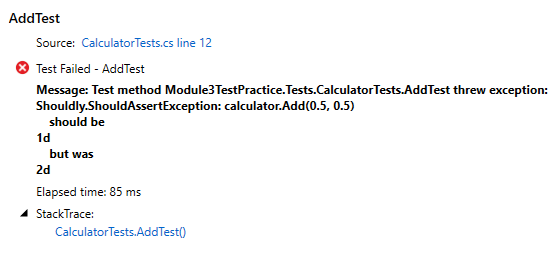 AddTest
Source: CalculatorTests.cs line 12
Test Failed - AddTest
Message: Test method Module3TestPractice.Tests.CalculatorTests.AddTest threw exception:
Shouldly.ShouldAssertException: calculator.Add(0.5, 0.5)
should be
1d
but was
2d
Elapsed time: 85 ms
StackTrace:
CalculatorTests.AddTest()